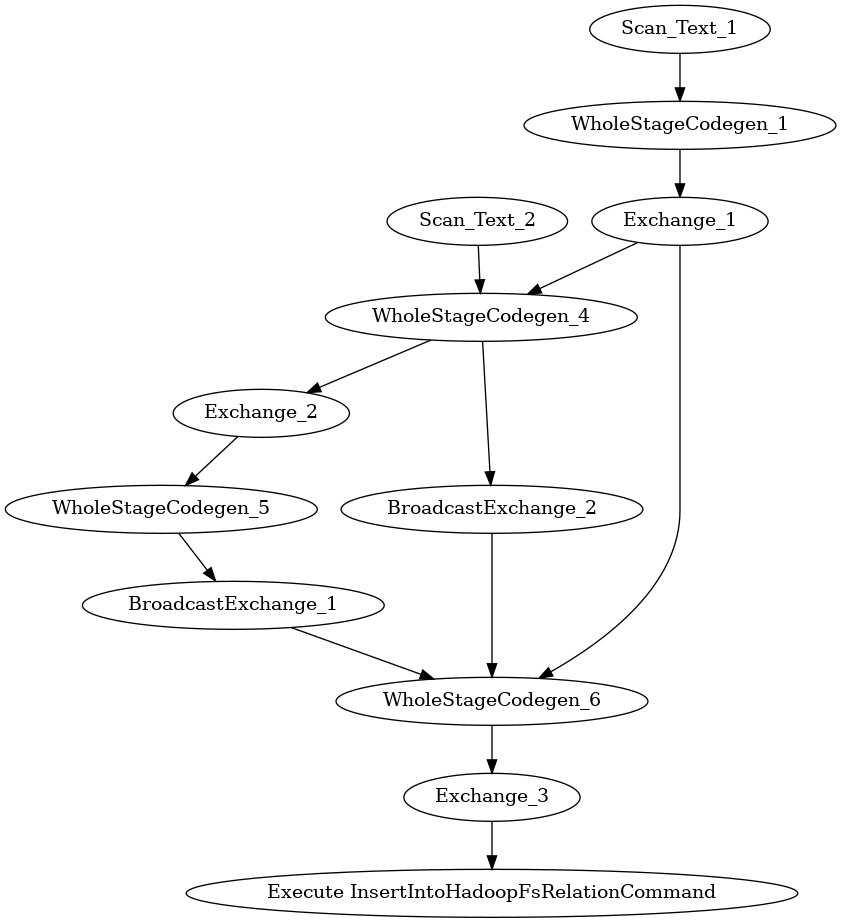 Scan_Text_1
WholeStageCodegen_1
Scan_Text_2
Exchange_1
WholeStageCodegen_4
Exchange_2
WholeStageCodegen_5
BroadcastExchange_2
BroadcastExchange_1
WholeStageCodegen_6
Exchange_3
Execute InsertIntoHadoopFsRelationCommand